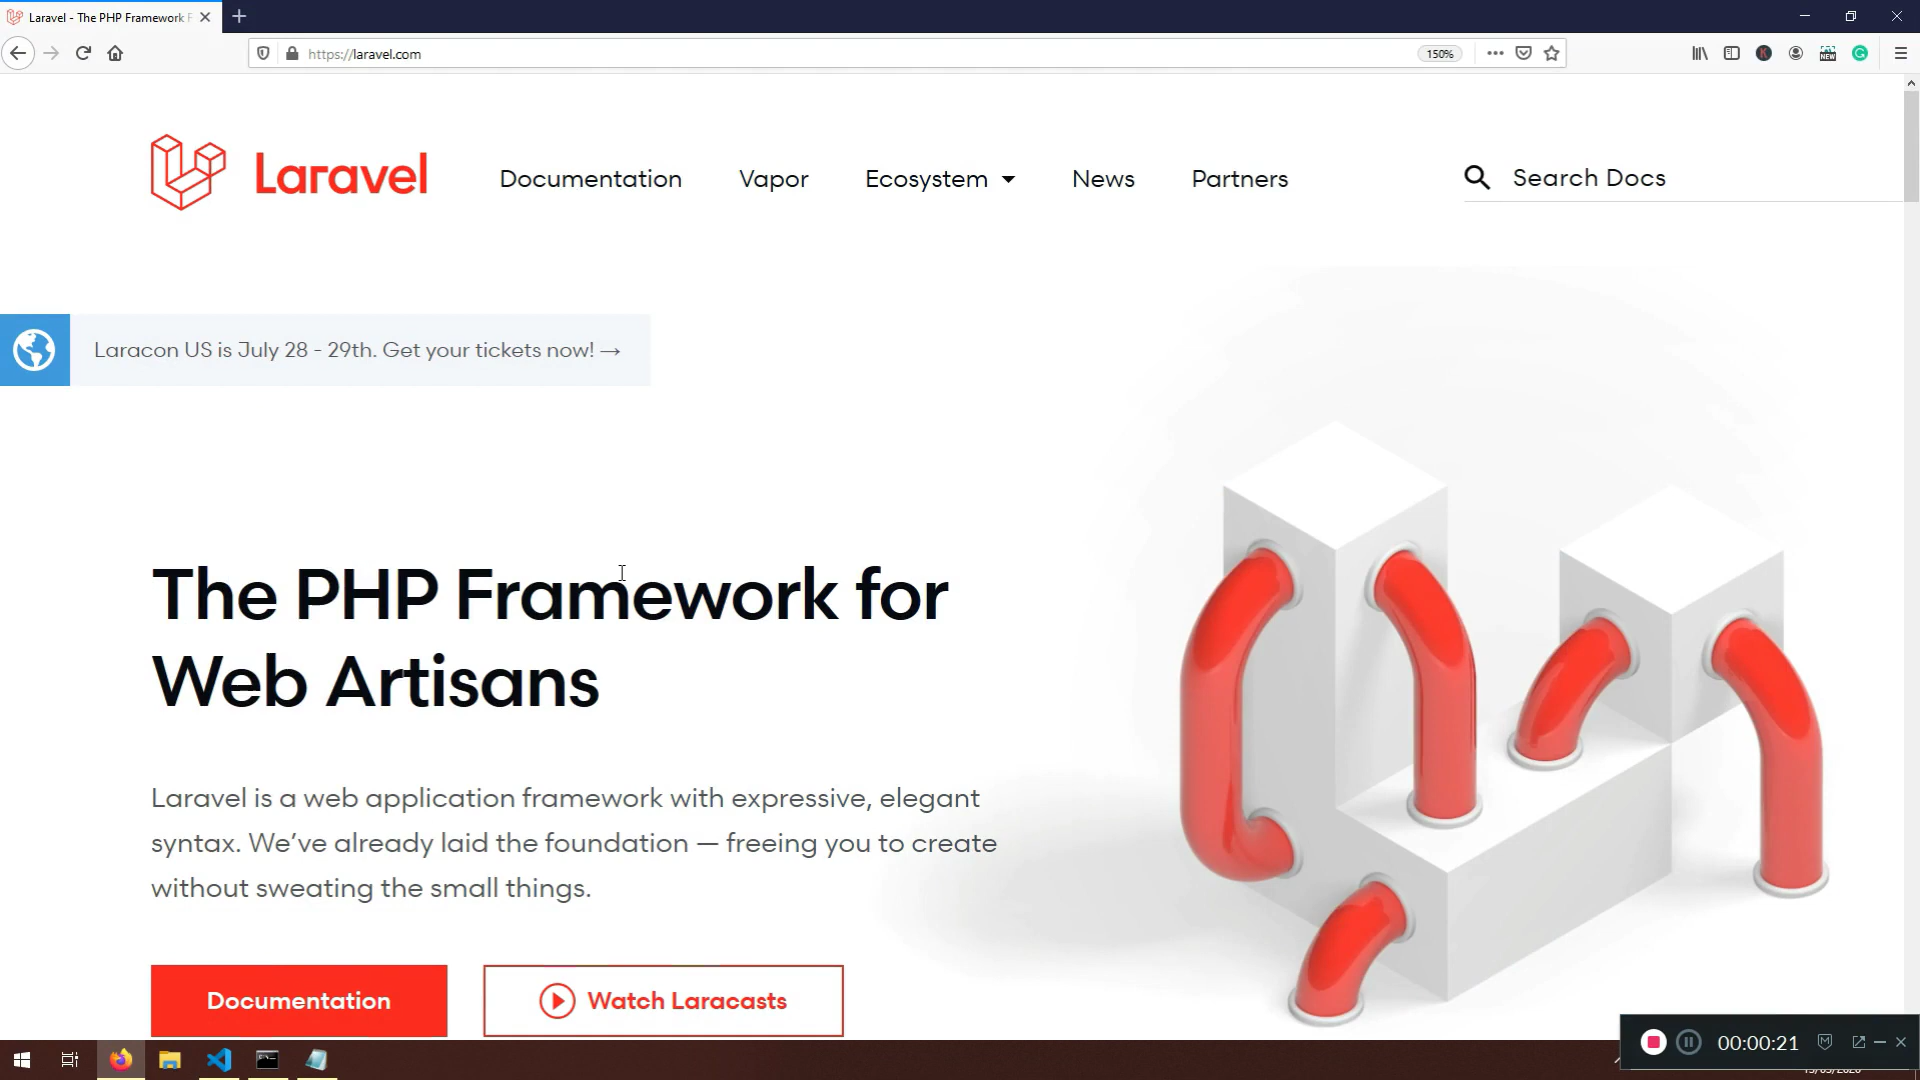 Laravel - The PHP Framework F
https://laravel.com
150%
NEW
Laravel
Documentation
Vapor
Ecosystem
News
Partners
Search Docs
Laracon US is July 28 - 29th. Get your tickets now! →
The PHP Framework for
Web Artisans
Laravel is a web application framework with expressive, elegant
syntax. We’ve already laid the foundation — freeing you to create
without sweating the small things.
Documentation
Watch Laracasts
00:00:21